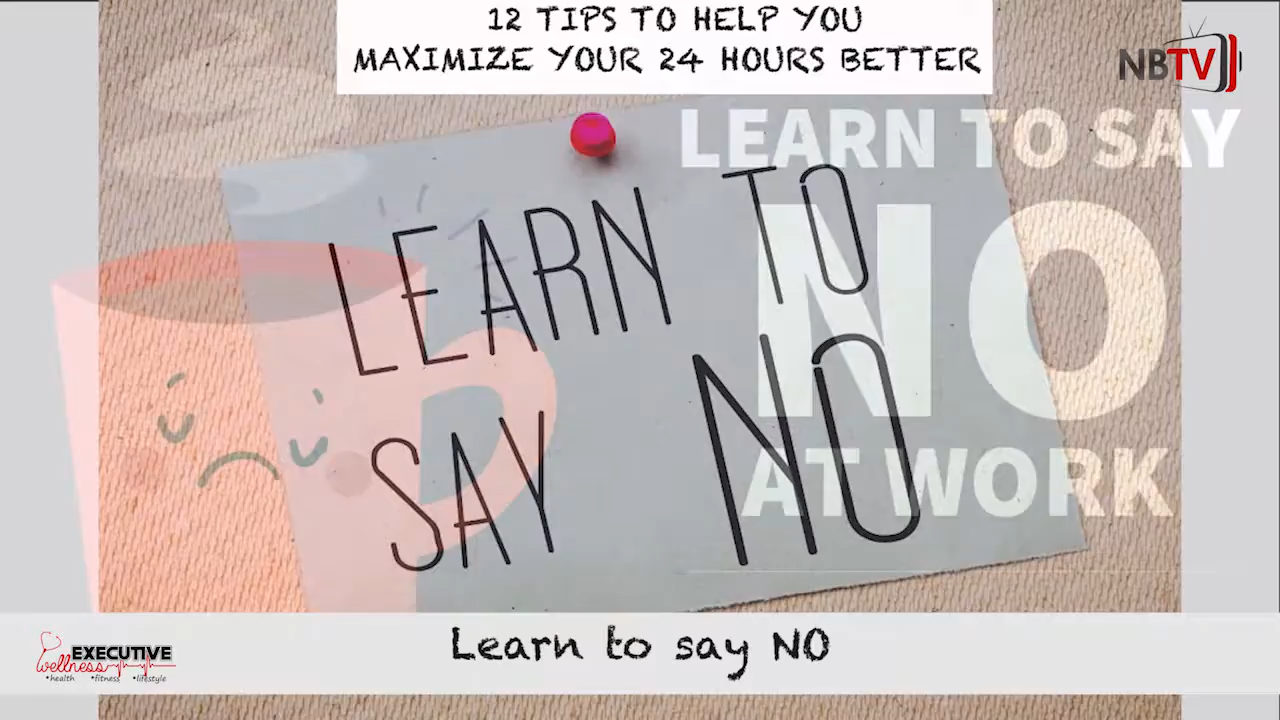 12 TIPS TO HELP YOU
MAXIMIZE YOUR 24 HOURS BETTER
NBTV
LEARN TO SAY
NO
AT WORK
LEARN TO
SAY NO
Learn to say NO
EXECUTIVE
wellness
•health •fitness •lifestyle